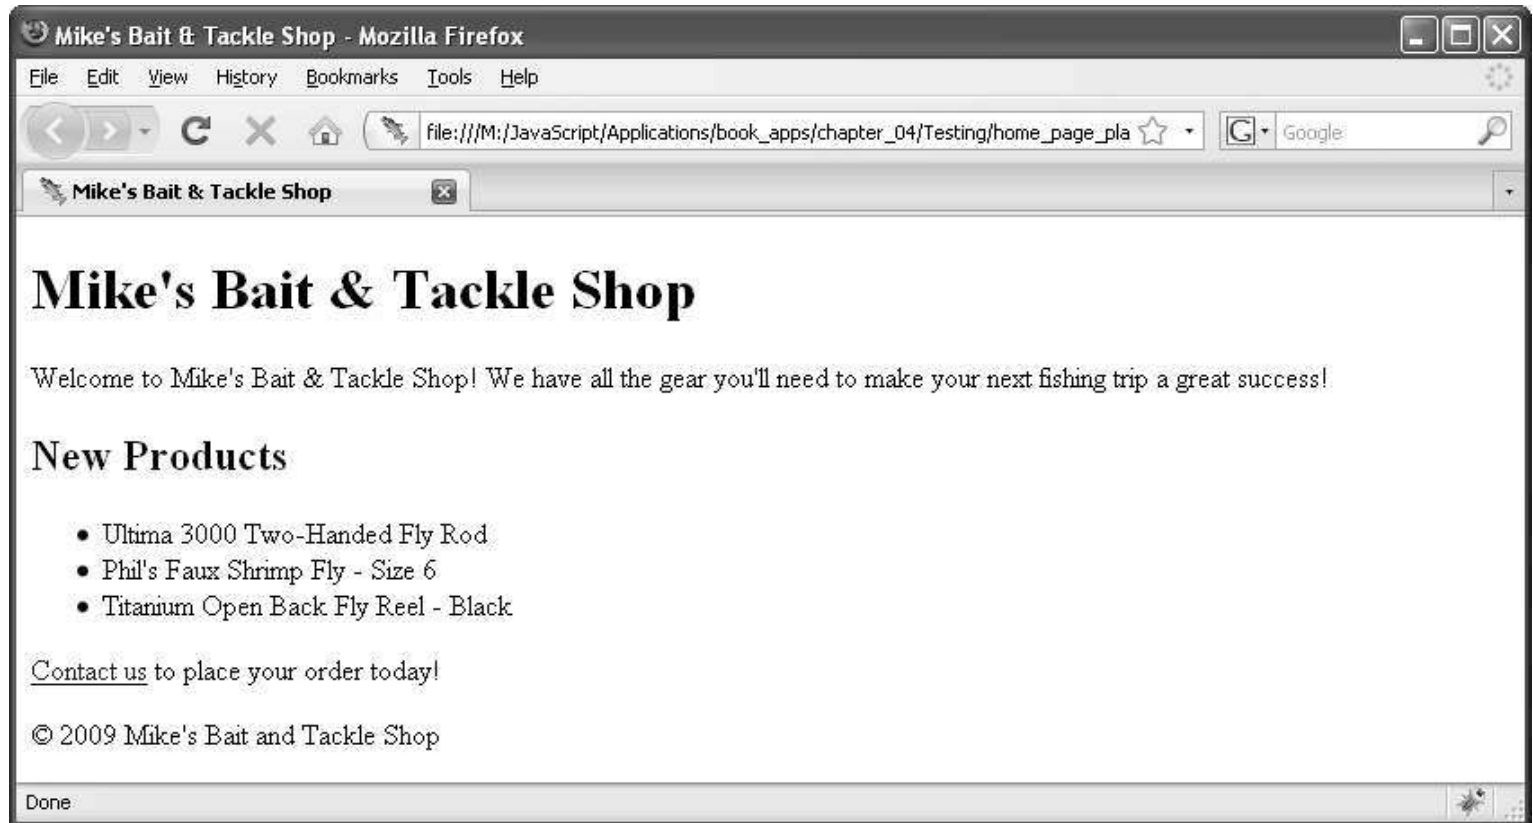 Mike's Bait & Tackle Shop - Mozilla Firefox
File Edit View History Bookmarks Tools Help
file:///M:/JavaScript/Applications/book_apps/chapter_04/Testing/home_page_pla G Google
Mike's Bait & Tackle Shop
Mike's Bait & Tackle Shop
Welcome to Mike's Bait & Tackle Shop! We have all the gear you'll need to make your next fishing trip a great success!
New Products
• Ultima 3000 Two-Handed Fly Rod
• Phil's Faux Shrimp Fly - Size 6
• Titanium Open Back Fly Reel - Black
Contact us to place your order today!
© 2009 Mike's Bait and Tackle Shop
Done